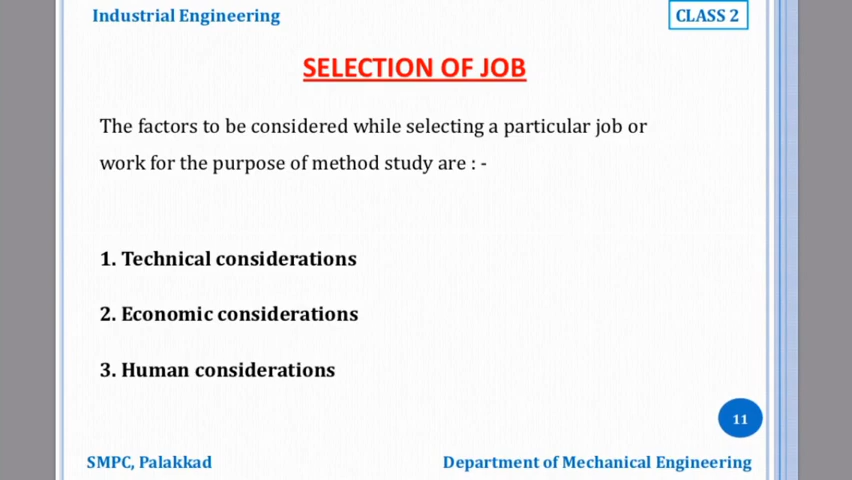 Industrial Engineering
CLASS 2
SELECTION OF JOB
The factors to be considered while selecting a particular job or
work for the purpose of method study are : -
1. Technical considerations
2. Economic considerations
3. Human considerations
11
SMPC, Palakkad
Department of Mechanical Engineering